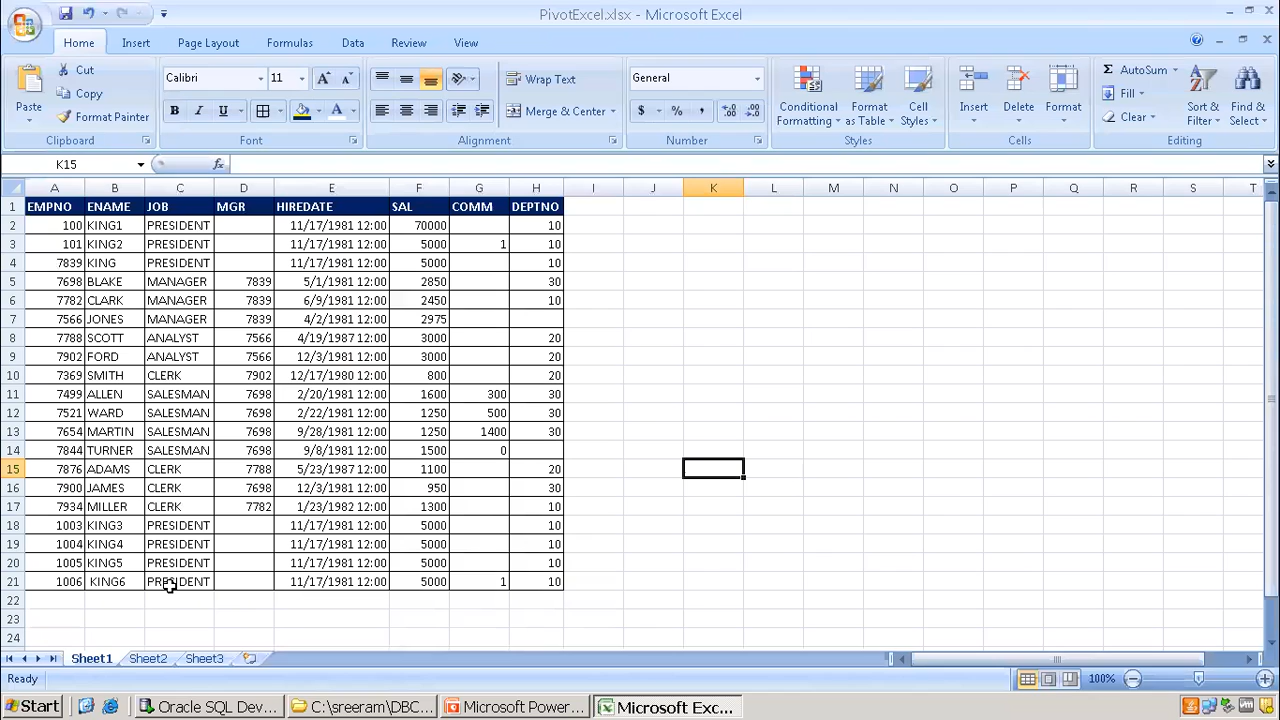 PivotExcel.xlsx - Microsoft Excel
Home Insert Page Layout Formulas Data Review View
Paste
Cut
Copy
Format Painter
Clipboard
Calibri 11
B I U A
Font
Wrap Text
Merge & Center
Alignment
General
$ % ,
Number
Conditional Formatting
Format as Table
Cell Styles
Styles
Insert Delete Format
Cells
Σ AutoSum
Fill
Clear
Sort & Filter
Find & Select
Editing
K15 fx
A B C D E F G H I J K L M N O P Q R S T
1 EMPNO ENAME JOB MGR HIREDATE SAL COMM DEPTNO
2 100 KING1 PRESIDENT 11/17/1981 12:00 70000 10
3 101 KING2 PRESIDENT 11/17/1981 12:00 5000 1 10
4 7839 KING PRESIDENT 11/17/1981 12:00 5000 10
5 7698 BLAKE MANAGER 7839 5/1/1981 12:00 2850 30
6 7782 CLARK MANAGER 7839 6/9/1981 12:00 2450 10
7 7566 JONES MANAGER 7839 4/2/1981 12:00 2975
8 7788 SCOTT ANALYST 7566 4/19/1987 12:00 3000 20
9 7902 FORD ANALYST 7566 12/3/1981 12:00 3000 20
10 7369 SMITH CLERK 7902 12/17/1980 12:00 800 20
11 7499 ALLEN SALESMAN 7698 2/20/1981 12:00 1600 300 30
12 7521 WARD SALESMAN 7698 2/22/1981 12:00 1250 500 30
13 7654 MARTIN SALESMAN 7698 9/28/1981 12:00 1250 1400 30
14 7844 TURNER SALESMAN 7698 9/8/1981 12:00 1500 0
15 7876 ADAMS CLERK 7788 5/23/1987 12:00 1100 20
16 7900 JAMES CLERK 7698 12/3/1981 12:00 950 30
17 7934 MILLER CLERK 7782 1/23/1982 12:00 1300 10
18 1003 KING3 PRESIDENT 11/17/1981 12:00 5000 10
19 1004 KING4 PRESIDENT 11/17/1981 12:00 5000 10
20 1005 KING5 PRESIDENT 11/17/1981 12:00 5000 10
21 1006 KING6 PRESIDENT 11/17/1981 12:00 5000 1 10
22
23
24
Sheet1 Sheet2 Sheet3
Ready 100%
Start Oracle SQL Dev... C:\sreeram\DBC... Microsoft Power... Microsoft Exc...